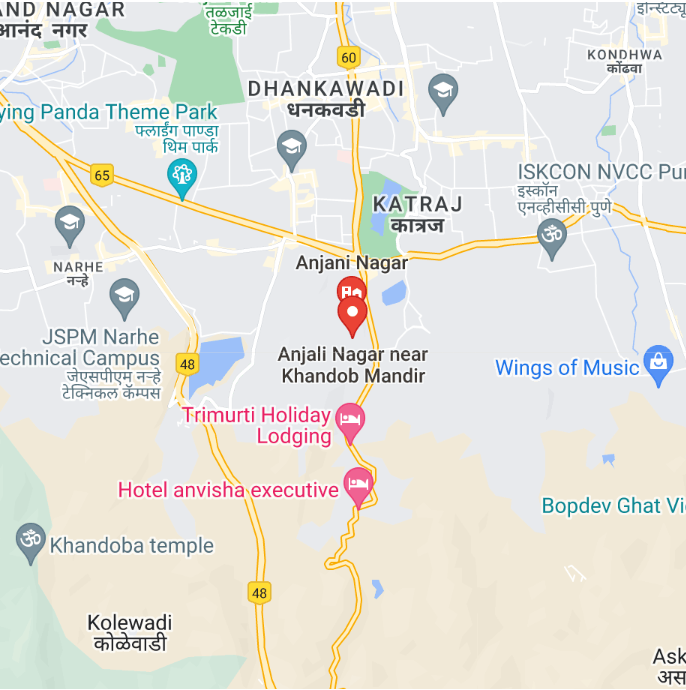 AND NAGAR
आनंद नगर
तळजाई
टेकडी
60
KONDHWA
कोंढवा
DHANKAWADI
धनकवडी
ying Panda Theme Park
फ्लाईंग पाण्डा
थिम पार्क
65
ISKCON NVCC Pu
इस्कॉन
एनव्हीसीसी पुणे
KATRAJ
कात्रज
NARHE
नऱ्हे
Anjani Nagar
JSPM Narhe
echnical Campus
जेएसपीएम नऱ्हे
टेक्निकल कॅम्पस
48
Anjali Nagar near
Khandob Mandir
Wings of Music
Trimurti Holiday
Lodging
Hotel anvisha executive
Bopdev Ghat Vi
Khandoba temple
48
Kolewadi
कोळेवाडी
Ask
अस